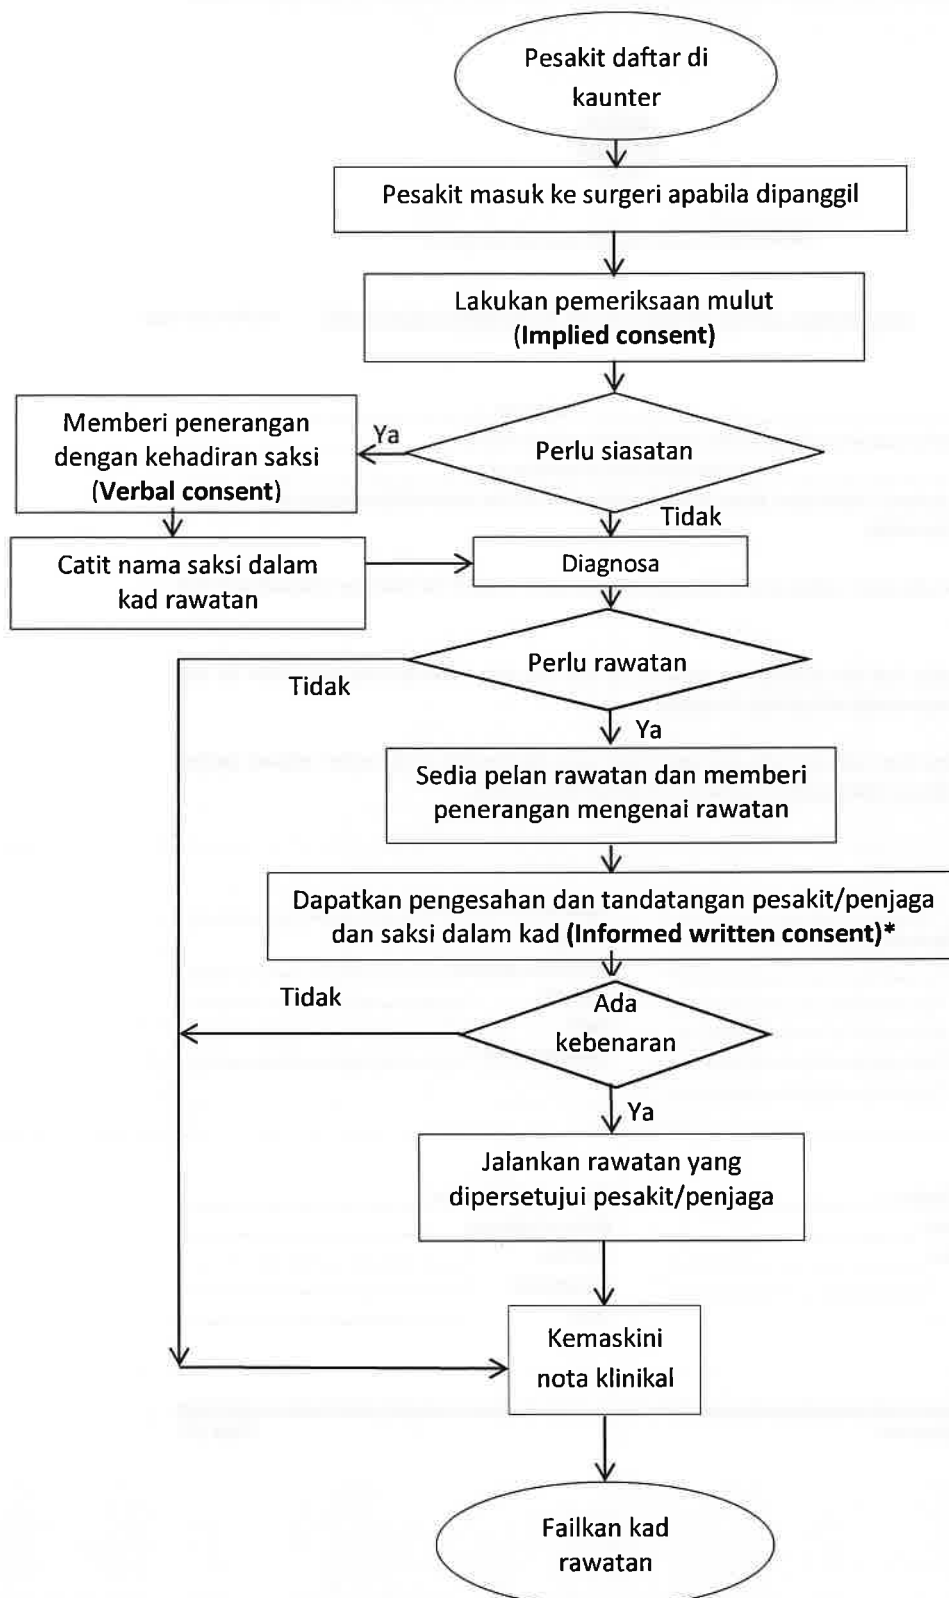 Pesakit daftar di
kaunter
Pesakit masuk ke surgeri apabila dipanggil
Lakukan pemeriksaan mulut
(Implied consent)
Memberi penerangan
dengan kehadiran saksi
(Verbal consent)
Ya
Perlu siasatan
Tidak
Catit nama saksi dalam
kad rawatan
Diagnosa
Perlu rawatan
Tidak
Ya
Sedia pelan rawatan dan memberi
penerangan mengenai rawatan
Dapatkan pengesahan dan tandatangan pesakit/penjaga
dan saksi dalam kad (Informed written consent)*
Tidak
Ada
kebenaran
Ya
Jalankan rawatan yang
dipersetujui pesakit/penjaga
Kemaskini
nota klinikal
Failkan kad
rawatan